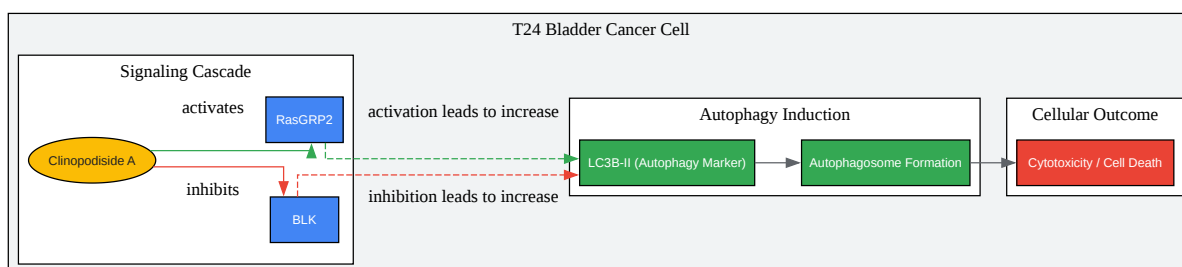 T24 Bladder Cancer Cell
Signaling Cascade
activates
RasGRP2
Clinopodiside A
inhibits
BLK
activation leads to increase
inhibition leads to increase
Autophagy Induction
LC3B-II (Autophagy Marker)
Autophagosome Formation
Cellular Outcome
Cytotoxicity / Cell Death